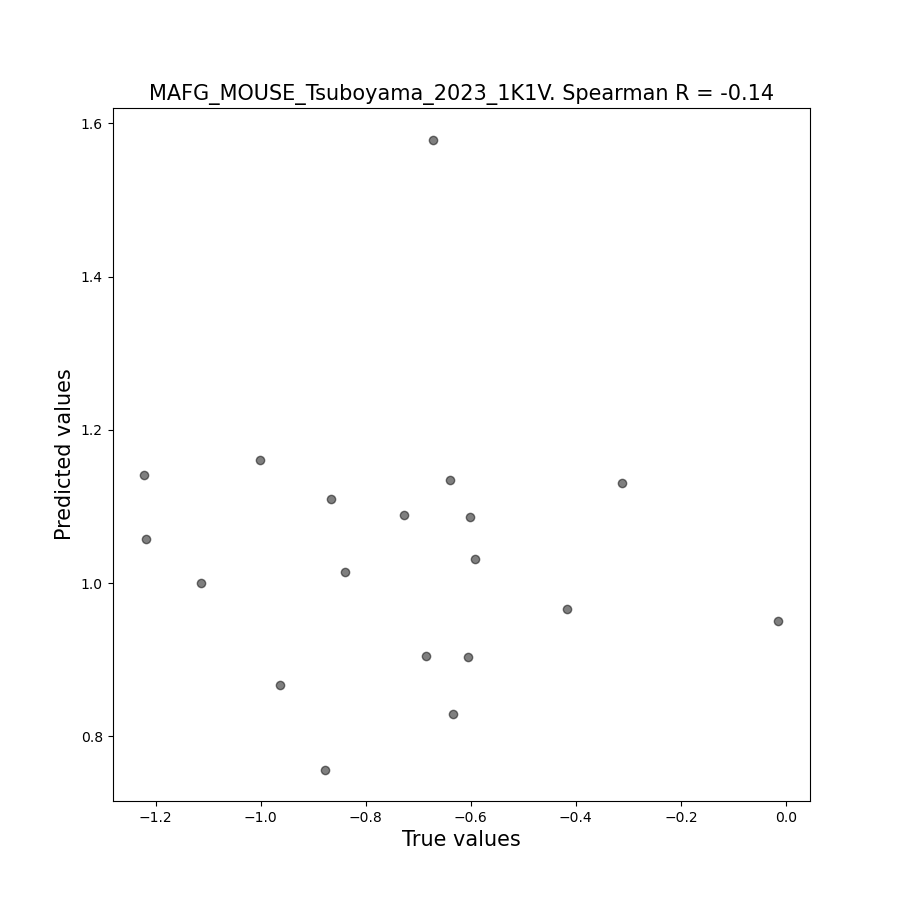 MAFG_MOUSE_Tsuboyama_2023_1K1V. Spearman R = -0.14
1.6
1.4
1.2
1.0
0.8
Predicted values
−1.2 −1.0 −0.8 −0.6 −0.4 −0.2 0.0
True values